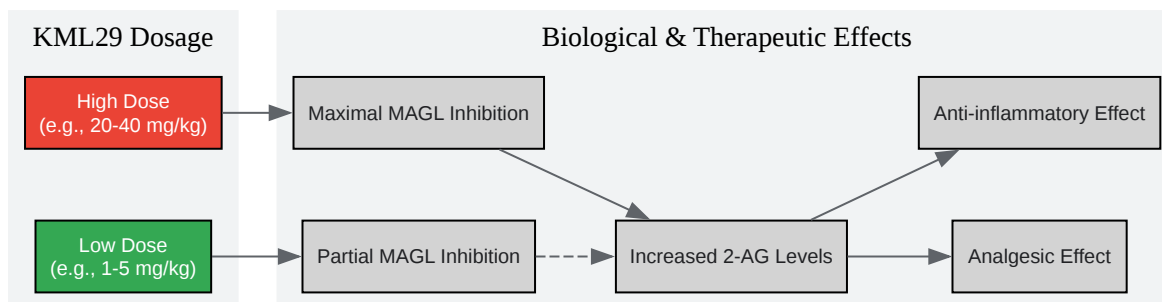 KML29 Dosage
Biological & Therapeutic Effects
High Dose
(e.g., 20-40 mg/kg)
Maximal MAGL Inhibition
Anti-inflammatory Effect
Low Dose
(e.g., 1-5 mg/kg)
Partial MAGL Inhibition
Increased 2-AG Levels
Analgesic Effect